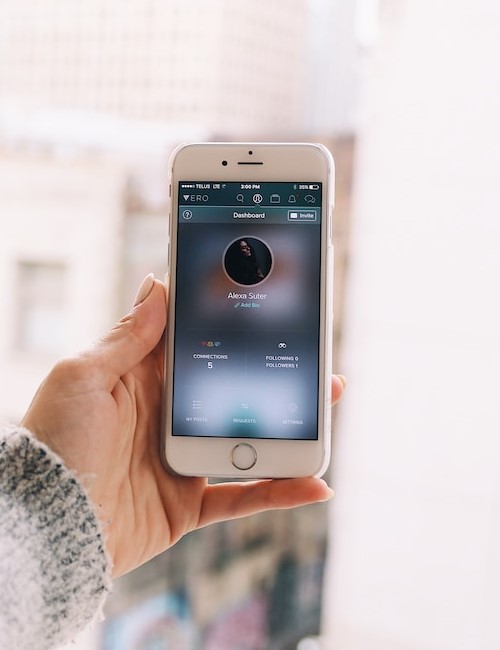 TELUS LTE 3:00 PM 35%
VERO
? Dashboard Invite
Alexa Suter
Add Bio
CONNECTIONS
5
FOLLOWING 0
FOLLOWERS 1
MY POSTS REQUESTS SETTINGS